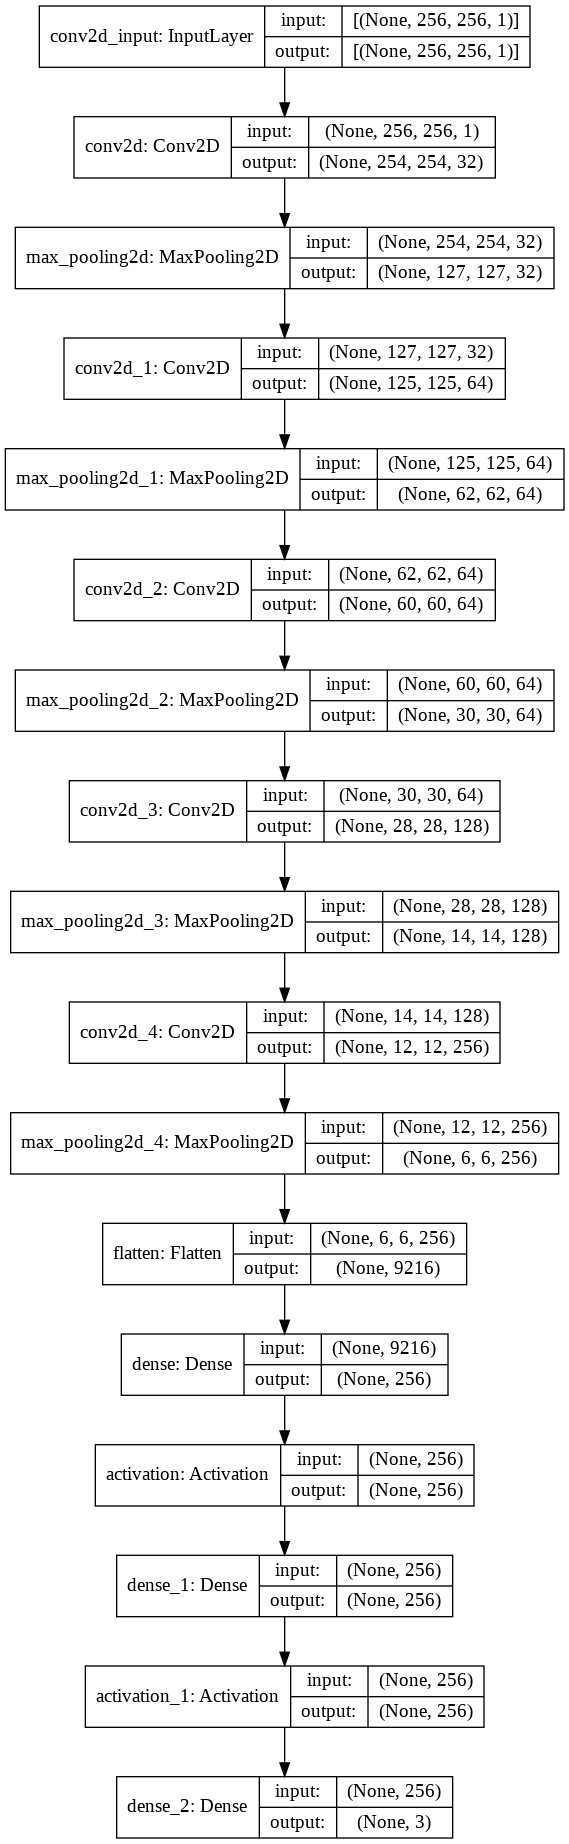 conv2d_input: InputLayer input: [(None, 256, 256, 1)]
output: [(None, 256, 256, 1)]
conv2d: Conv2D input: (None, 256, 256, 1)
output: (None, 254, 254, 32)
max_pooling2d: MaxPooling2D input: (None, 254, 254, 32)
output: (None, 127, 127, 32)
conv2d_1: Conv2D input: (None, 127, 127, 32)
output: (None, 125, 125, 64)
max_pooling2d_1: MaxPooling2D input: (None, 125, 125, 64)
output: (None, 62, 62, 64)
conv2d_2: Conv2D input: (None, 62, 62, 64)
output: (None, 60, 60, 64)
max_pooling2d_2: MaxPooling2D input: (None, 60, 60, 64)
output: (None, 30, 30, 64)
conv2d_3: Conv2D input: (None, 30, 30, 64)
output: (None, 28, 28, 128)
max_pooling2d_3: MaxPooling2D input: (None, 28, 28, 128)
output: (None, 14, 14, 128)
conv2d_4: Conv2D input: (None, 14, 14, 128)
output: (None, 12, 12, 256)
max_pooling2d_4: MaxPooling2D input: (None, 12, 12, 256)
output: (None, 6, 6, 256)
flatten: Flatten input: (None, 6, 6, 256)
output: (None, 9216)
dense: Dense input: (None, 9216)
output: (None, 256)
activation: Activation input: (None, 256)
output: (None, 256)
dense_1: Dense input: (None, 256)
output: (None, 256)
activation_1: Activation input: (None, 256)
output: (None, 256)
dense_2: Dense input: (None, 256)
output: (None, 3)